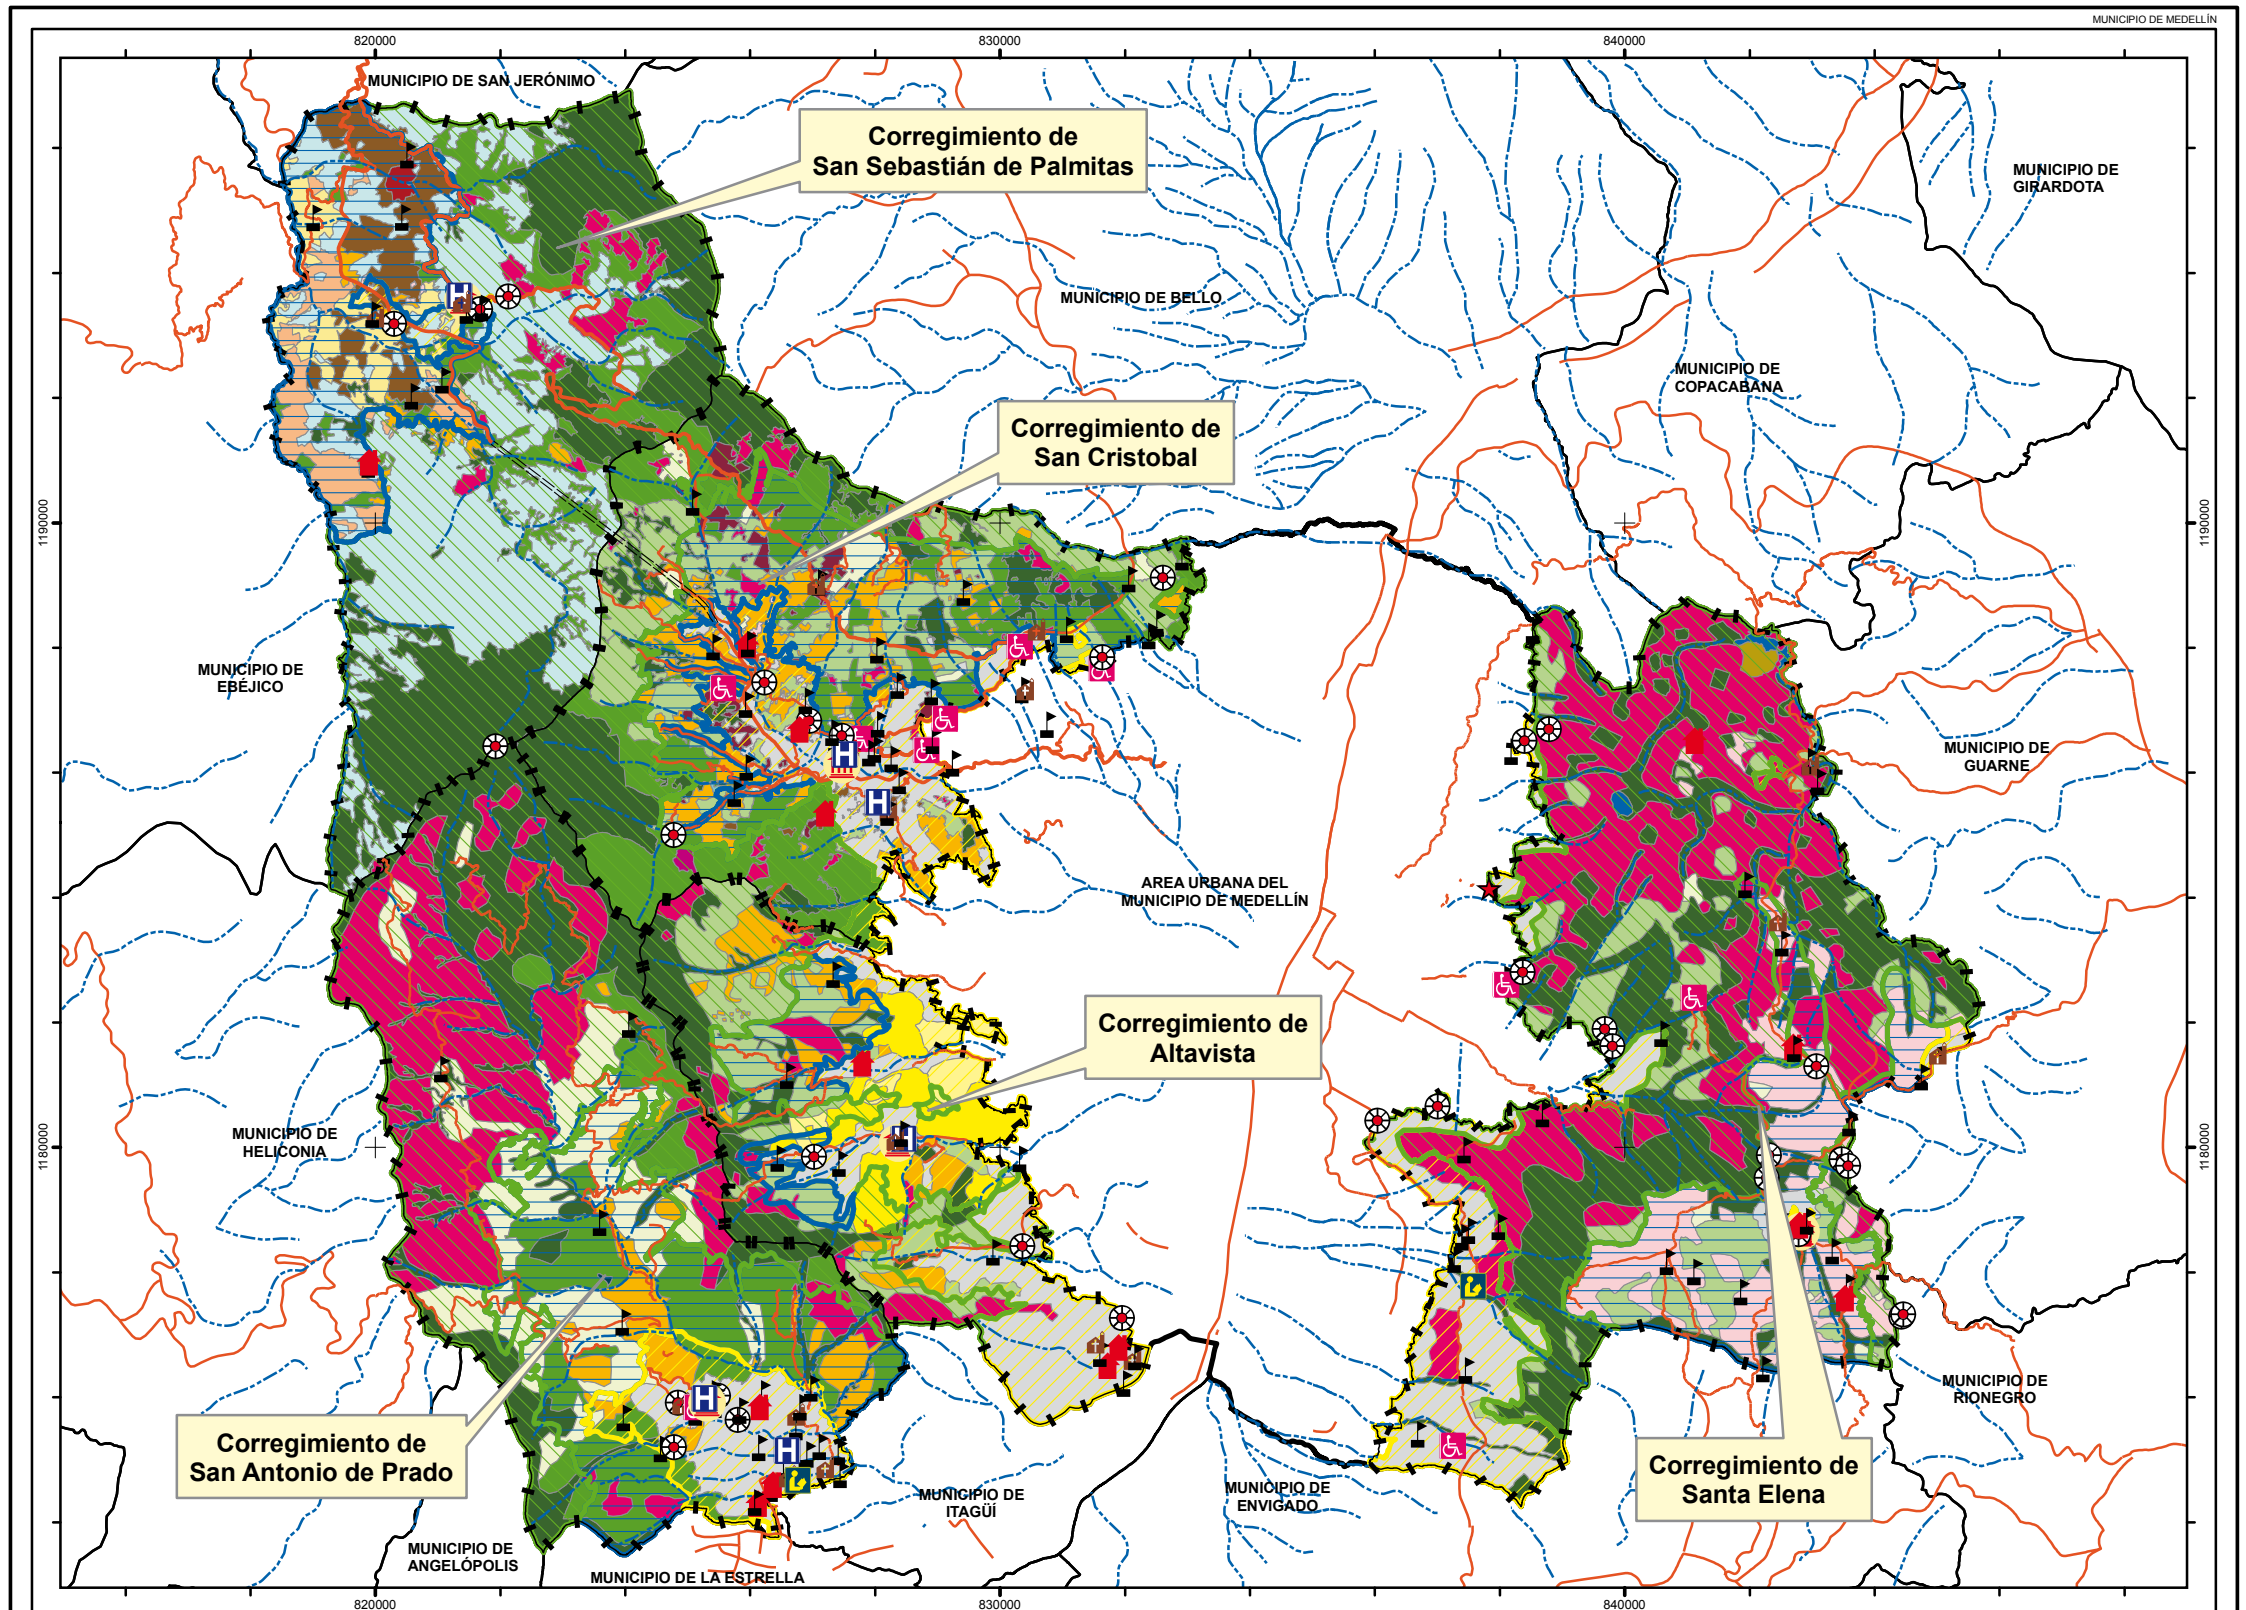 MUNICIPIO DE MEDELLÍN
820000
830000
840000
MUNICIPIO DE SAN JERÓNIMO
Corregimiento de
San Sebastián de Palmitas
MUNICIPIO DE
GIRARDOTA
MUNICIPIO DE BELLO
MUNICIPIO DE
COPACABANA
Corregimiento de
San Cristobal
1190000
1190000
MUNICIPIO DE
EBÉJICO
MUNICIPIO DE
GUARNE
H
H
H
AREA URBANA DEL
MUNICIPIO DE MEDELLÍN
Corregimiento de
Altavista
MUNICIPIO DE
HELICONIA
H
1180000
1180000
MUNICIPIO DE
RIONEGRO
H
H
Corregimiento de
San Antonio de Prado
Corregimiento de
Santa Elena
MUNICIPIO DE
ITAGÜÍ
MUNICIPIO DE
ENVIGADO
MUNICIPIO DE
ANGELÓPOLIS
MUNICIPIO DE LA ESTRELLA
820000
830000
840000